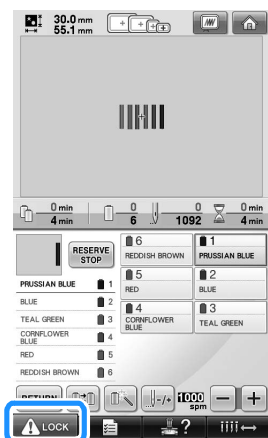 30.0 mm
55.1 mm
0 min
4 min
0
6
0
1092
0 min
4 min
RESERVE
STOP
PRUSSIAN BLUE 1
BLUE 2
TEAL GREEN 3
CORNFLOWER
BLUE 4
RED 5
REDDISH BROWN 6
6
REDDISH BROWN
1
PRUSSIAN BLUE
5
RED
2
BLUE
4
CORNFLOWER
BLUE
3
TEAL GREEN
RETURN
-/+
1000
spm
- +
LOCK
?